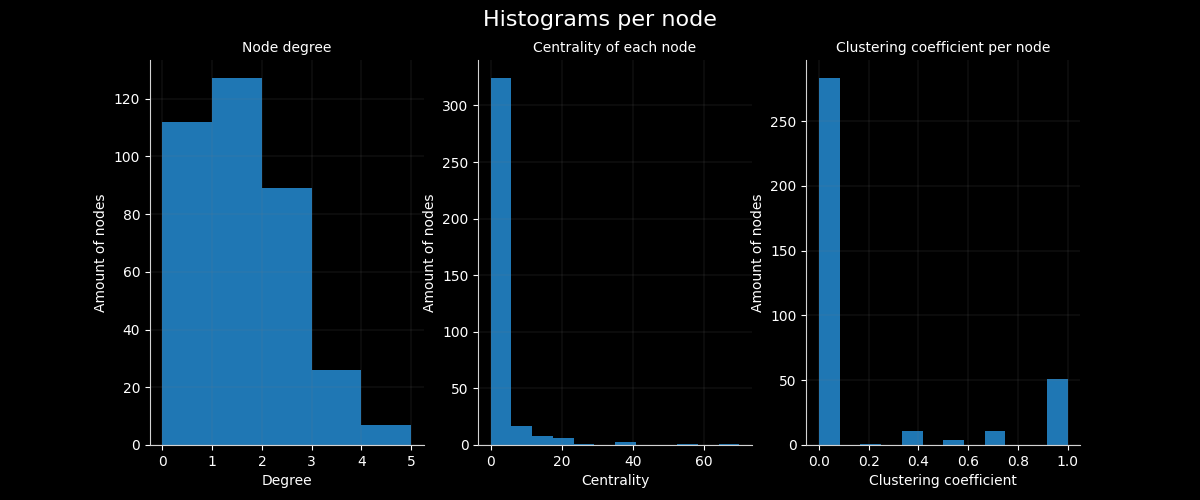 Histograms per node
Node degree
Amount of nodes
120
100
80
60
40
20
0
0 1 2 3 4 5
Degree
Centrality of each node
Amount of nodes
300
250
200
150
100
50
0
0 20 40 60
Centrality
Clustering coefficient per node
Amount of nodes
250
200
150
100
50
0
0.0 0.2 0.4 0.6 0.8 1.0
Clustering coefficient